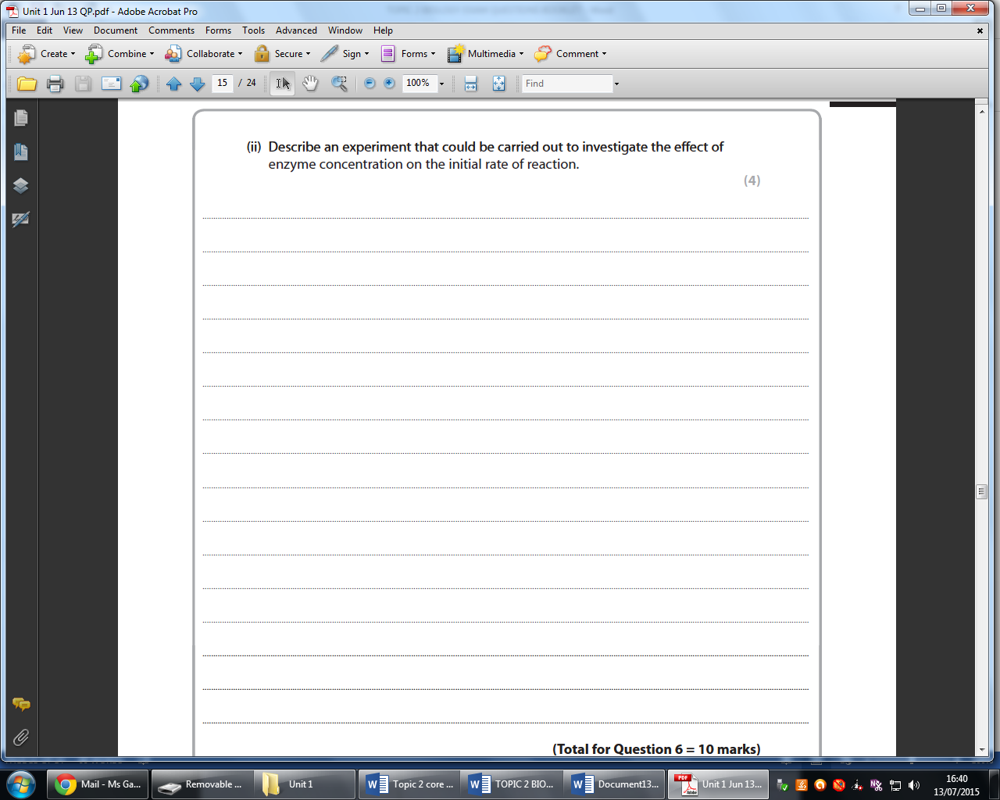 Unit 1 Jun 13 QP.pdf - Adobe Acrobat Pro
File Edit View Document Comments Forms Tools Advanced Window Help
Create Combine Collaborate Secure Sign Forms Multimedia Comment
15 / 24 100% Find
(ii) Describe an experiment that could be carried out to investigate the effect of
enzyme concentration on the initial rate of reaction.
(4)
(Total for Question 6 = 10 marks)
Mail - Ms Ga... Removable ... Unit 1 Topic 2 core ... TOPIC 2 BIO... Document13... Unit 1 Jun 13... 16:40
13/07/2015